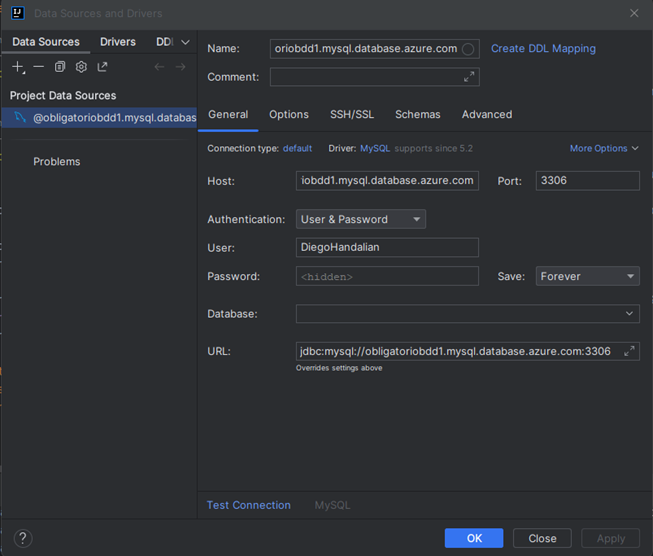 Data Sources and Drivers
Data Sources Drivers DDL
Project Data Sources
@obligatoriobdd1.mysql.databas
Problems
Name: oriobdd1.mysql.database.azure.com Create DDL Mapping
Comment:
General Options SSH/SSL Schemas Advanced
Connection type: default Driver: MySQL supports since 5.2 More Options
Host: iobdd1.mysql.database.azure.com Port: 3306
Authentication: User & Password
User: DiegoHandalian
Password: <hidden> Save: Forever
Database:
URL: jdbc:mysql://obligatoriobdd1.mysql.database.azure.com:3306
Overrides settings above
Test Connection MySQL
? OK Close Apply